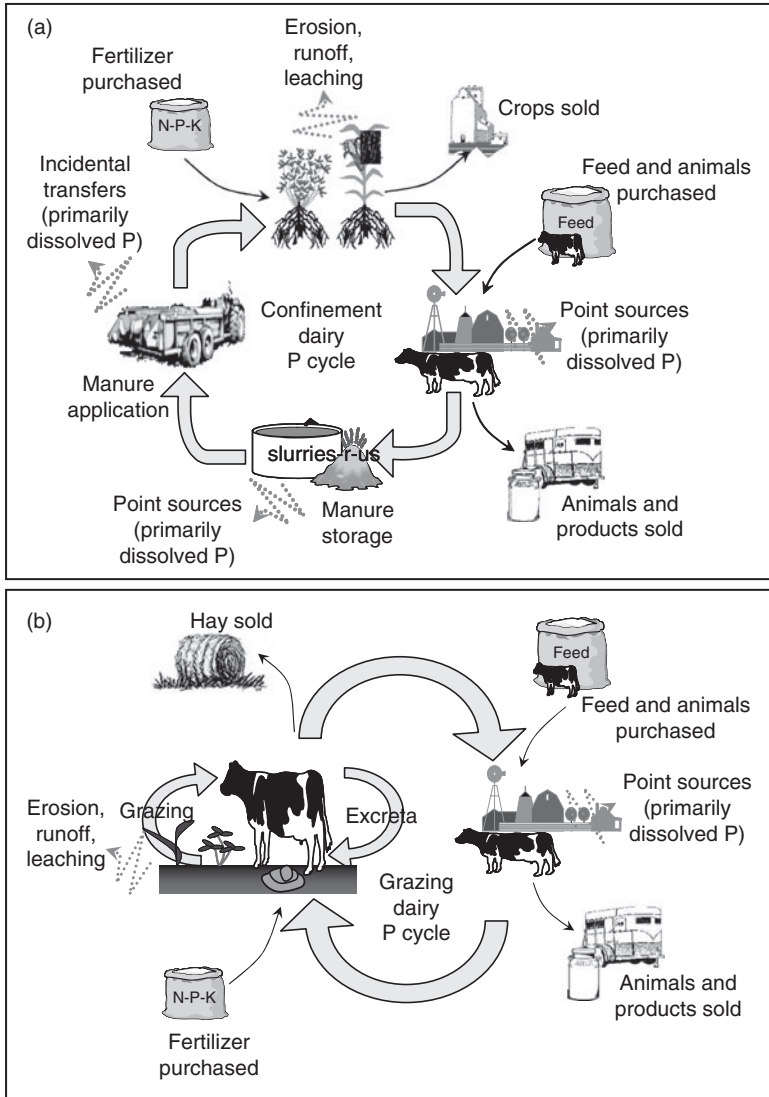 (a)
Fertilizer
purchased
N-P-K
Erosion,
runoff,
leaching
Crops sold
Incidental
transfers
(primarily
dissolved P)
Feed and animals
purchased
Feed
Confinement
dairy
P cycle
Point sources
(primarily
dissolved P)
Manure
application
slurries-r-us
Point sources
(primarily
dissolved P)
Manure
storage
Animals and
products sold
(b)
Hay sold
Feed
Feed and animals
purchased
Erosion,
runoff,
leaching
Grazing
Excreta
Point sources
(primarily
dissolved P)
Grazing
dairy
P cycle
N-P-K
Fertilizer
purchased
Animals and
products sold